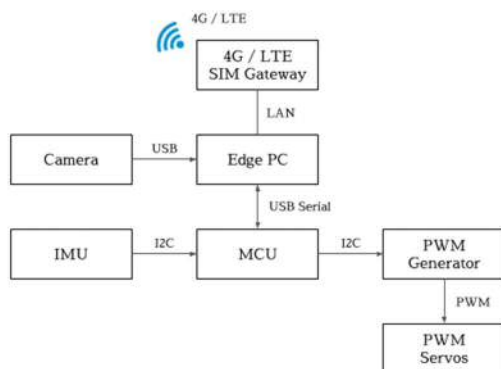 4G / LTE
4G / LTE
SIM Gateway
LAN
Camera
USB
Edge PC
USB Serial
IMU
I2C
MCU
I2C
PWM
Generator
PWM
PWM
Servos